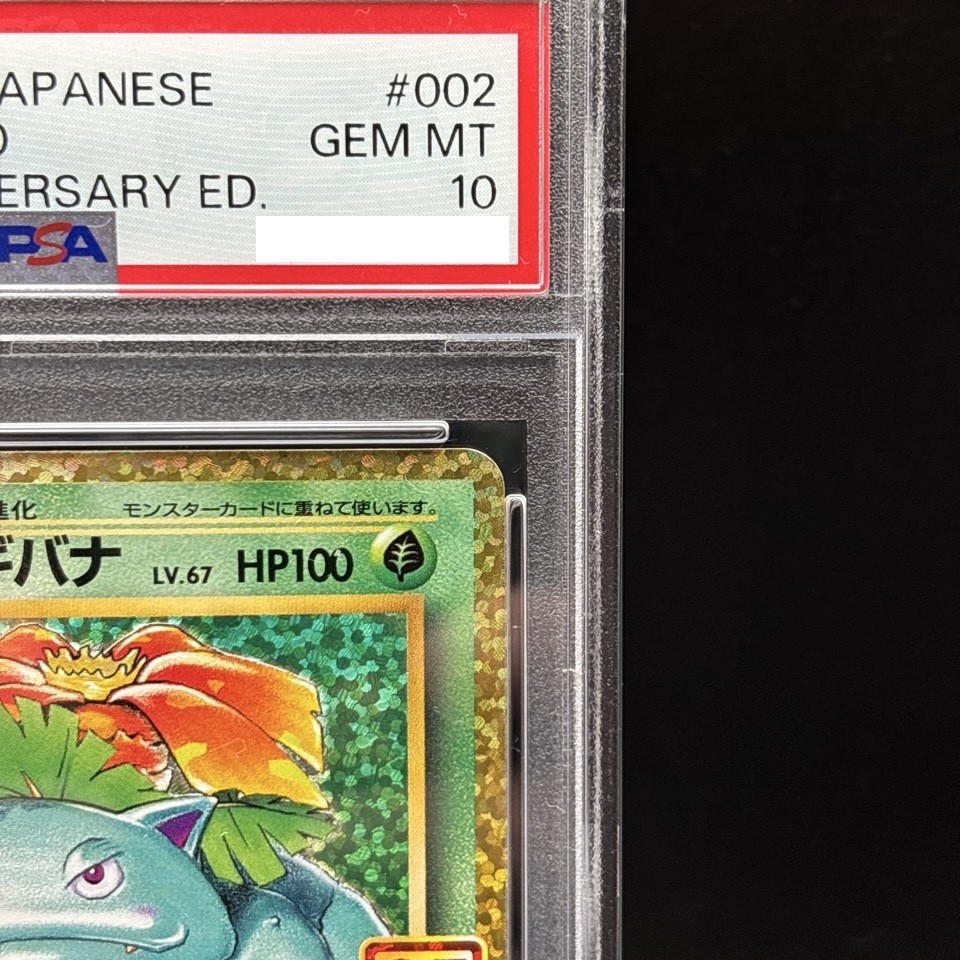 APANESE #002
GEM MT
ERSARY ED. 10
PSA
進化 モンスターカードに重ねて使います。
ギバナ LV.67 HP100